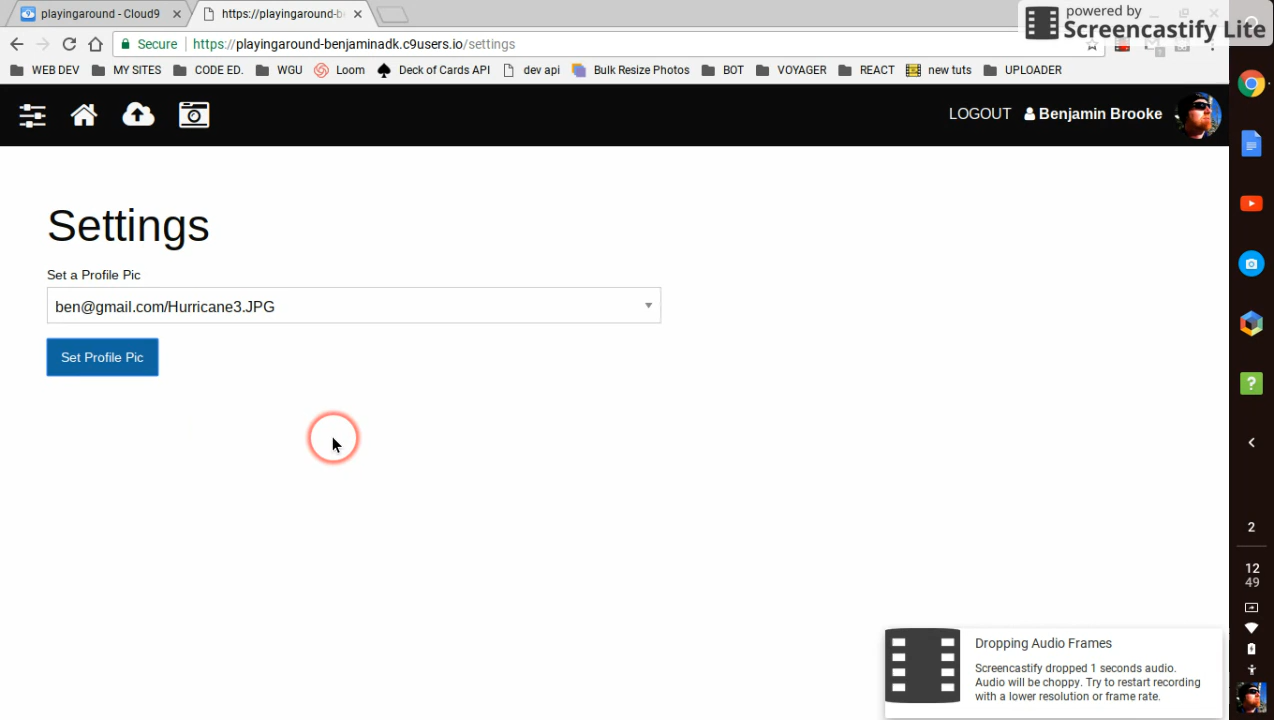 playingaround - Cloud9
https://playingaround-b
powered by
Screencastify Lite
Secure https://playingaround-benjaminadk.c9users.io/settings
WEB DEV MY SITES CODE ED. WGU Loom Deck of Cards API dev api Bulk Resize Photos BOT VOYAGER REACT new tuts UPLOADER
LOGOUT Benjamin Brooke
Settings
Set a Profile Pic
ben@gmail.com/Hurricane3.JPG
Set Profile Pic
2
12
49
Dropping Audio Frames
Screencastify dropped 1 seconds audio.
Audio will be choppy. Try to restart recording
with a lower resolution or frame rate.